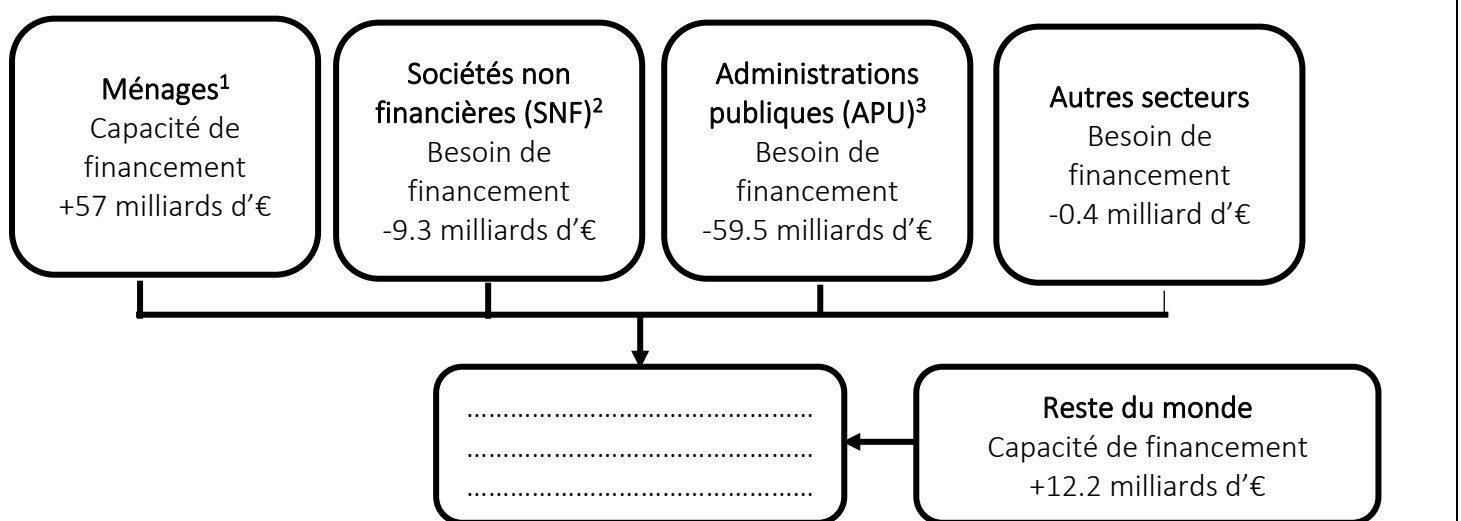 Ménages¹
Capacité de
financement
+57 milliards d’€
Sociétés non
financières (SNF)²
Besoin de
financement
-9.3 milliards d’€
Administrations
publiques (APU)³
Besoin de
financement
-59.5 milliards d’€
Autres secteurs
Besoin de
financement
-0.4 milliard d’€
………………………………………….
………………………………………….
………………………………………….
Reste du monde
Capacité de financement
+12.2 milliards d’€